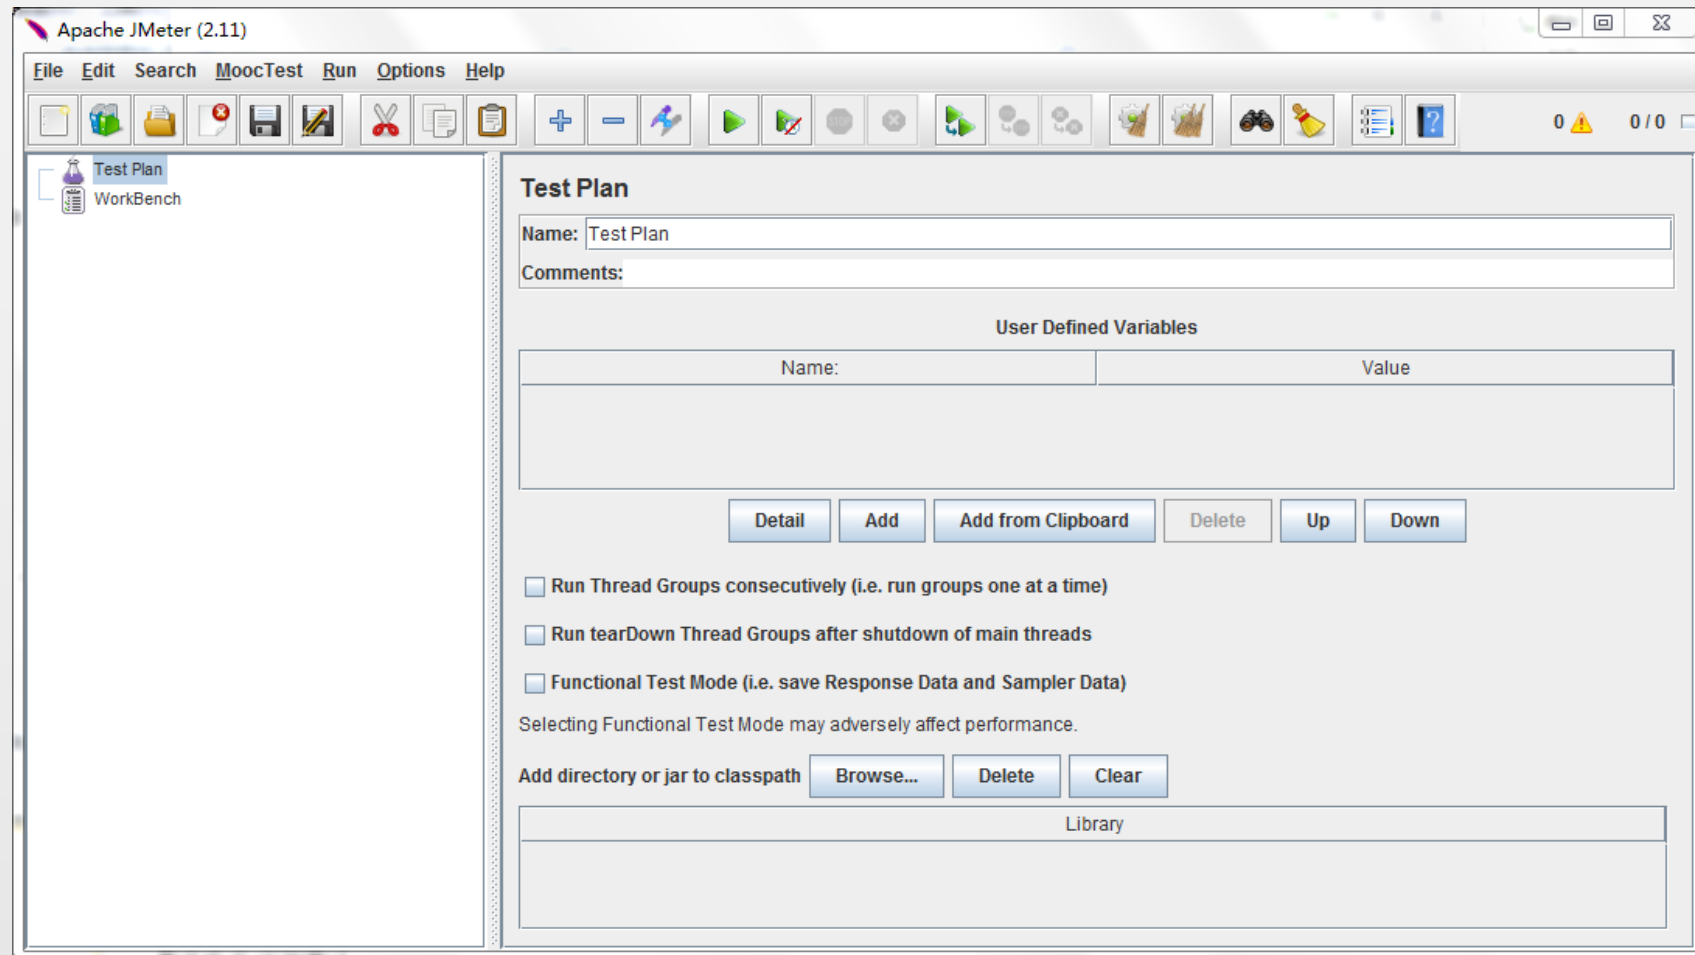 Apache JMeter (2.11)
File Edit Search MoocTest Run Options Help
0 0 / 0
Test Plan
WorkBench
Test Plan
Name: Test Plan
Comments:
User Defined Variables
Name: Value
Detail Add Add from Clipboard Delete Up Down
Run Thread Groups consecutively (i.e. run groups one at a time)
Run tearDown Thread Groups after shutdown of main threads
Functional Test Mode (i.e. save Response Data and Sampler Data)
Selecting Functional Test Mode may adversely affect performance.
Add directory or jar to classpath Browse... Delete Clear
Library